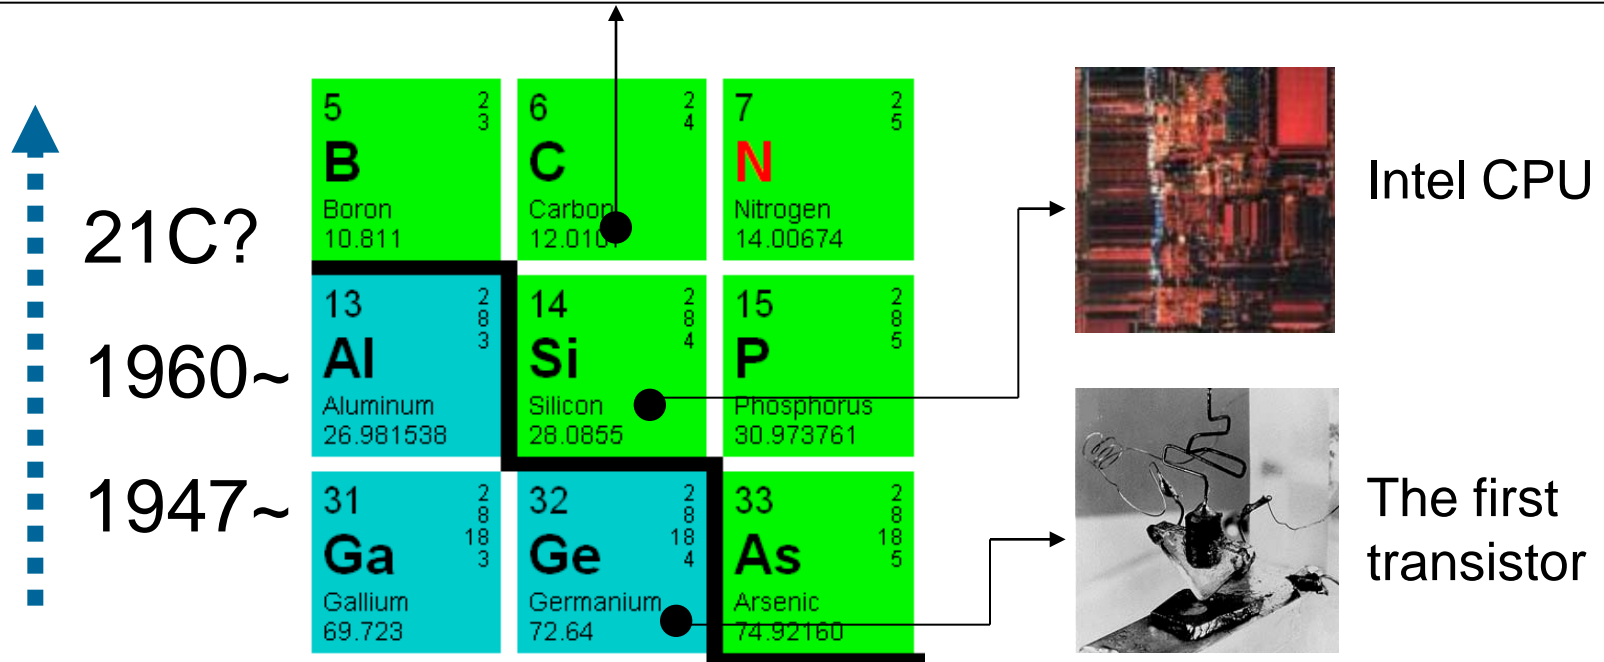 21C?
1960~
1947~
5
2
3
B
Boron
10.811
6
2
4
C
Carbon
12.0107
7
2
5
N
Nitrogen
14.00674
13
2
8
3
Al
Aluminum
26.981538
14
2
8
4
Si
Silicon
28.0855
15
2
8
5
P
Phosphorus
30.973761
31
2
8
18
3
Ga
Gallium
69.723
32
2
8
18
4
Ge
Germanium
72.64
33
2
8
18
5
As
Arsenic
74.92160
Intel CPU
The first
transistor